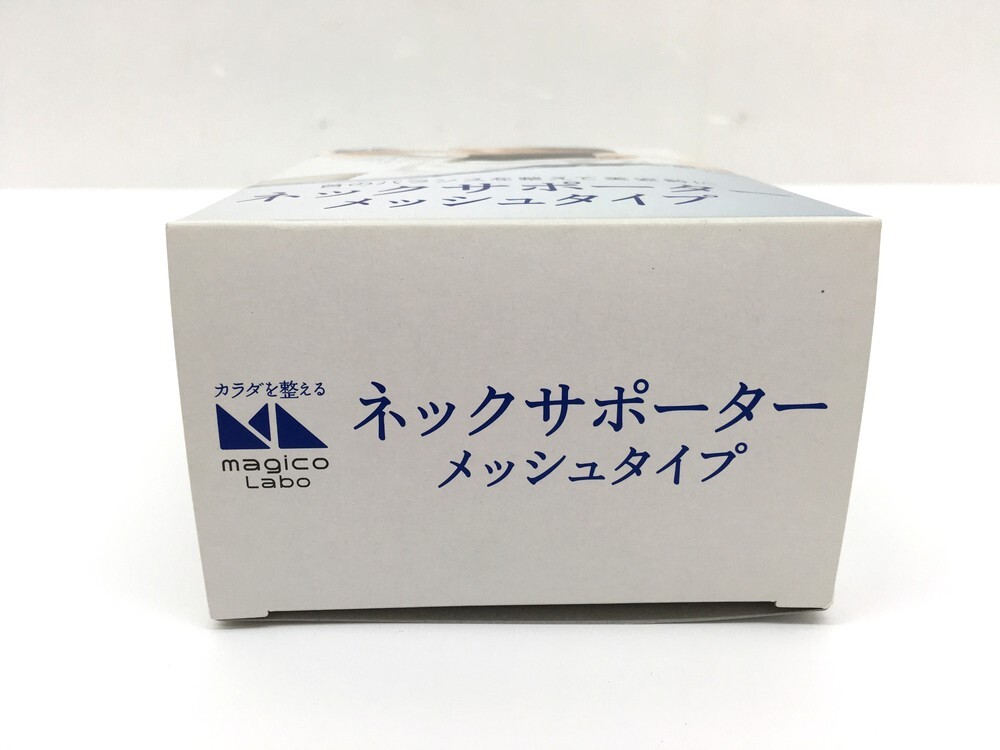 ネックサポーター
メッシュタイプ
カラダを整える
magico
Labo
ネックサポーター
メッシュタイプ